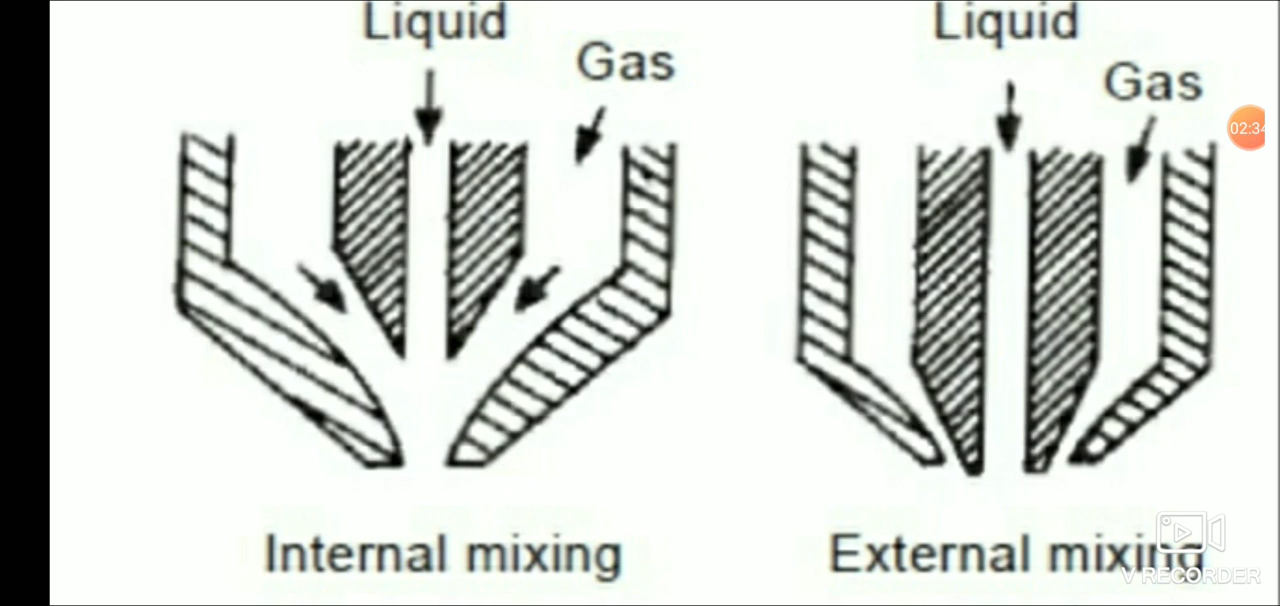 Liquid
Gas
Liquid
Gas
02:34
Internal mixing
External mixing
V RECORDER